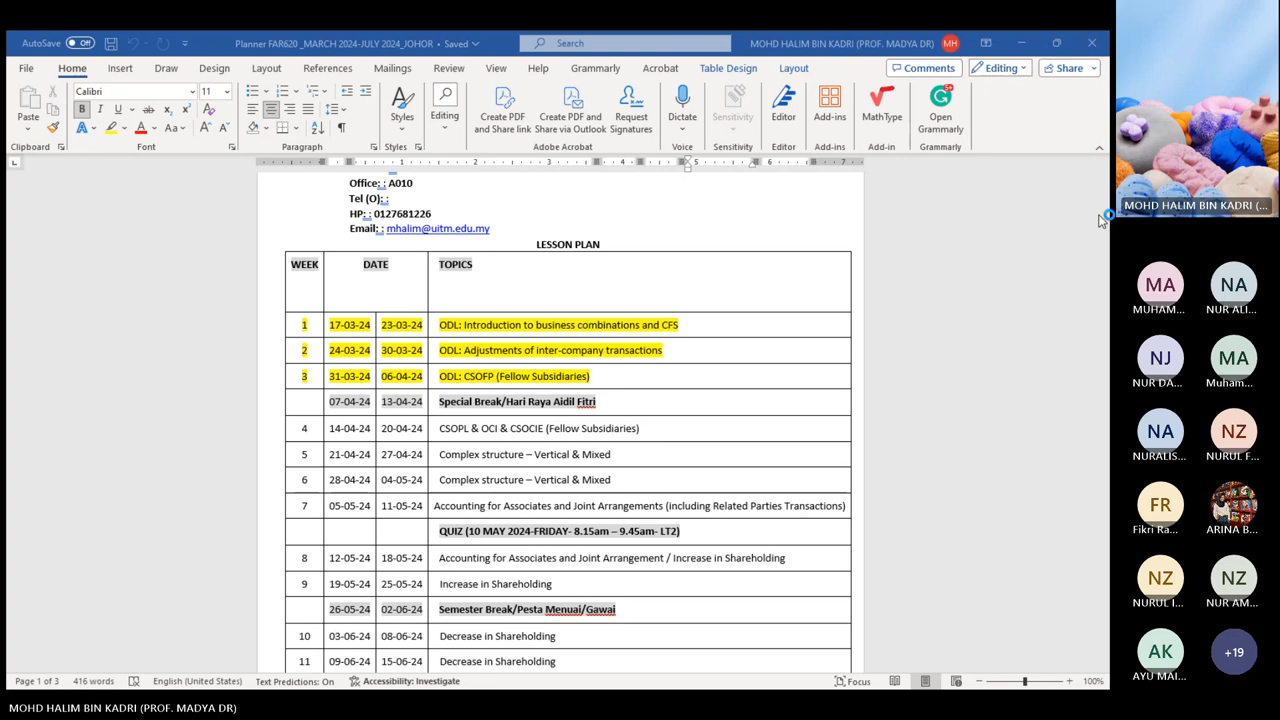 AutoSave Off Planner FAR620 _MARCH 2024-JULY 2024_JOHOR • Saved Search MOHD HALIM BIN KADRI (PROF. MADYA DR) MH
File Home Insert Draw Design Layout References Mailings Review View Help Grammarly Acrobat Table Design Layout Comments Editing Share
Calibri 11
Paste Styles Editing Create PDF and Share link Create PDF and Share via Outlook Request Signatures Dictate Sensitivity Editor Add-ins MathType Open Grammarly
Clipboard Font Paragraph Styles Adobe Acrobat Voice Sensitivity Editor Add-ins Add-in Grammarly
1 2 3 4 5 6 7
Office: : A010
Tel (O): :
HP: : 0127681226
Email: : mhalim@uitm.edu.my
LESSON PLAN
WEEK DATE TOPICS
1 17-03-24 23-03-24 ODL: Introduction to business combinations and CFS
2 24-03-24 30-03-24 ODL: Adjustments of inter-company transactions
3 31-03-24 06-04-24 ODL: CSOFP (Fellow Subsidiaries)
07-04-24 13-04-24 Special Break/Hari Raya Aidil Fitri
4 14-04-24 20-04-24 CSOPL & OCI & CSOCIE (Fellow Subsidiaries)
5 21-04-24 27-04-24 Complex structure – Vertical & Mixed
6 28-04-24 04-05-24 Complex structure – Vertical & Mixed
7 05-05-24 11-05-24 Accounting for Associates and Joint Arrangements (including Related Parties Transactions)
QUIZ (10 MAY 2024-FRIDAY- 8.15am – 9.45am- LT2)
8 12-05-24 18-05-24 Accounting for Associates and Joint Arrangement / Increase in Shareholding
9 19-05-24 25-05-24 Increase in Shareholding
26-05-24 02-06-24 Semester Break/Pesta Menuai/Gawai
10 03-06-24 08-06-24 Decrease in Shareholding
11 09-06-24 15-06-24 Decrease in Shareholding
Page 1 of 3 416 words English (United States) Text Predictions: On Accessibility: Investigate Focus 100%
MOHD HALIM BIN KADRI (PROF. MADYA DR)
MOHD HALIM BIN KADRI (...
MA NA
MUHAM... NUR ALI...
NJ MA
NUR DA... Muham...
NA NZ
NURALIS... NURUL F...
FR
Fikri Ra... ARINA B...
NZ NA
NURUL I... NUR AM...
AK +19
AYU MAI...